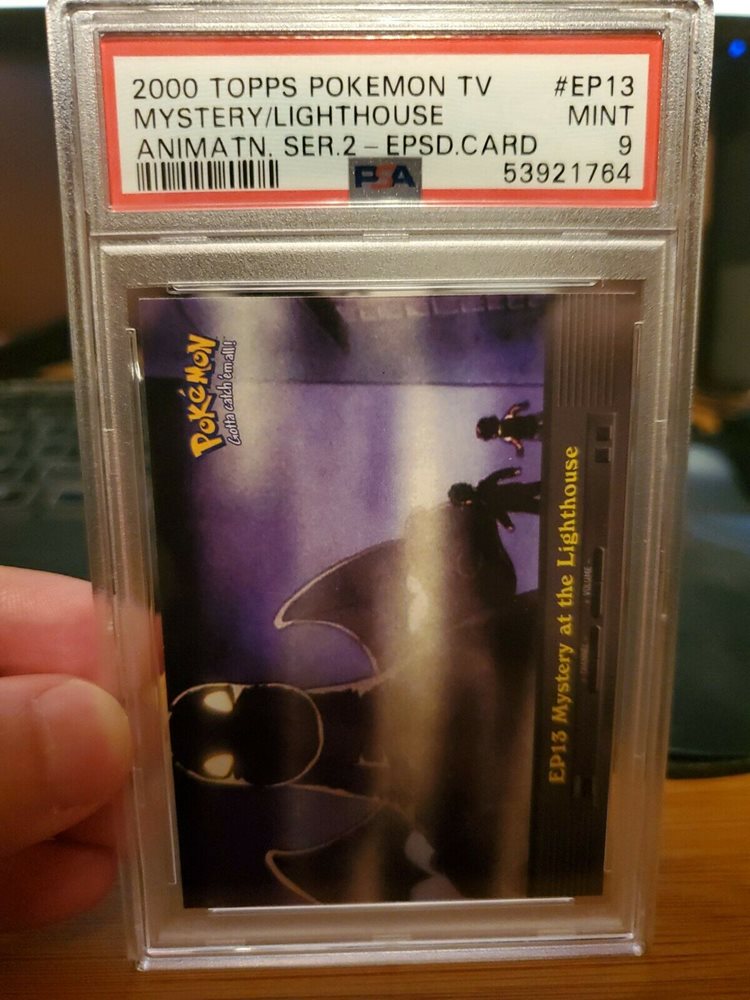 2000 TOPPS POKEMON TV #EP13
MYSTERY/LIGHTHOUSE MINT
ANIMATN. SER.2 - EPSD.CARD 9
PSA 53921764
POKéMON
Gotta catch 'em all!
EP13 Mystery at the Lighthouse
- VOLUME +